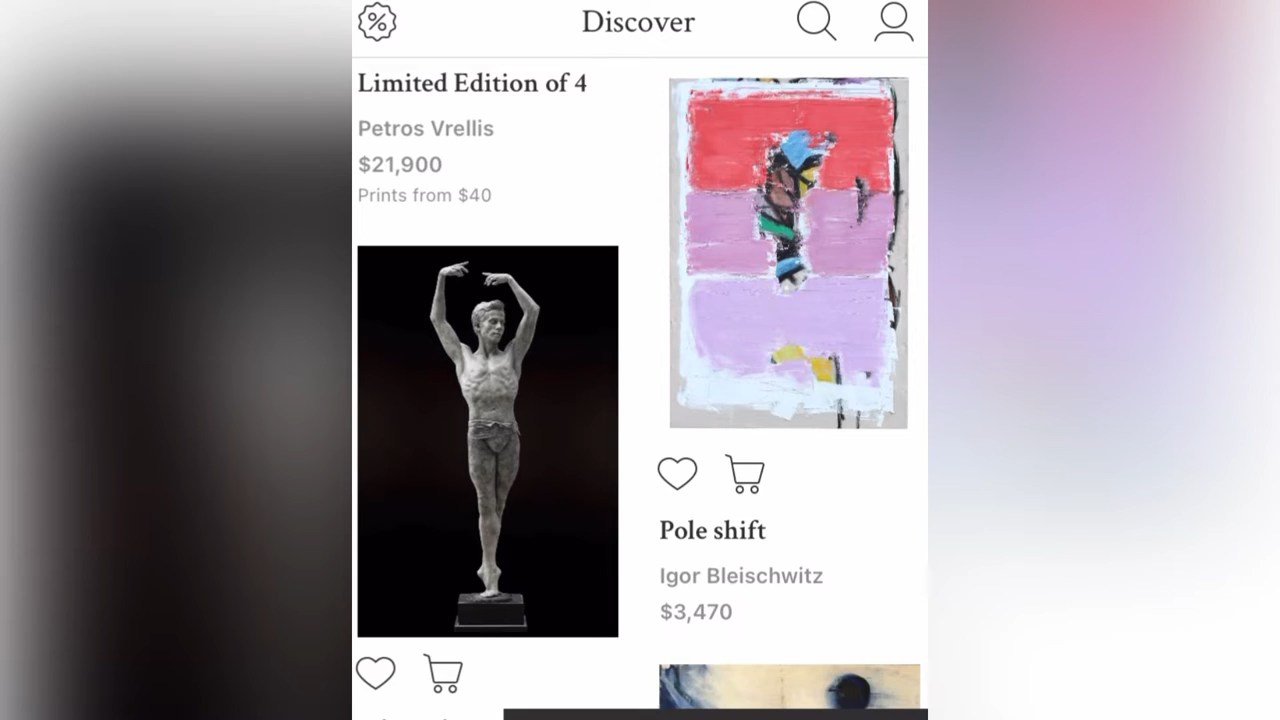 Discover
Limited Edition of 4
Petros Vrellis
$21,900
Prints from $40
Pole shift
Igor Bleischwitz
$3,470